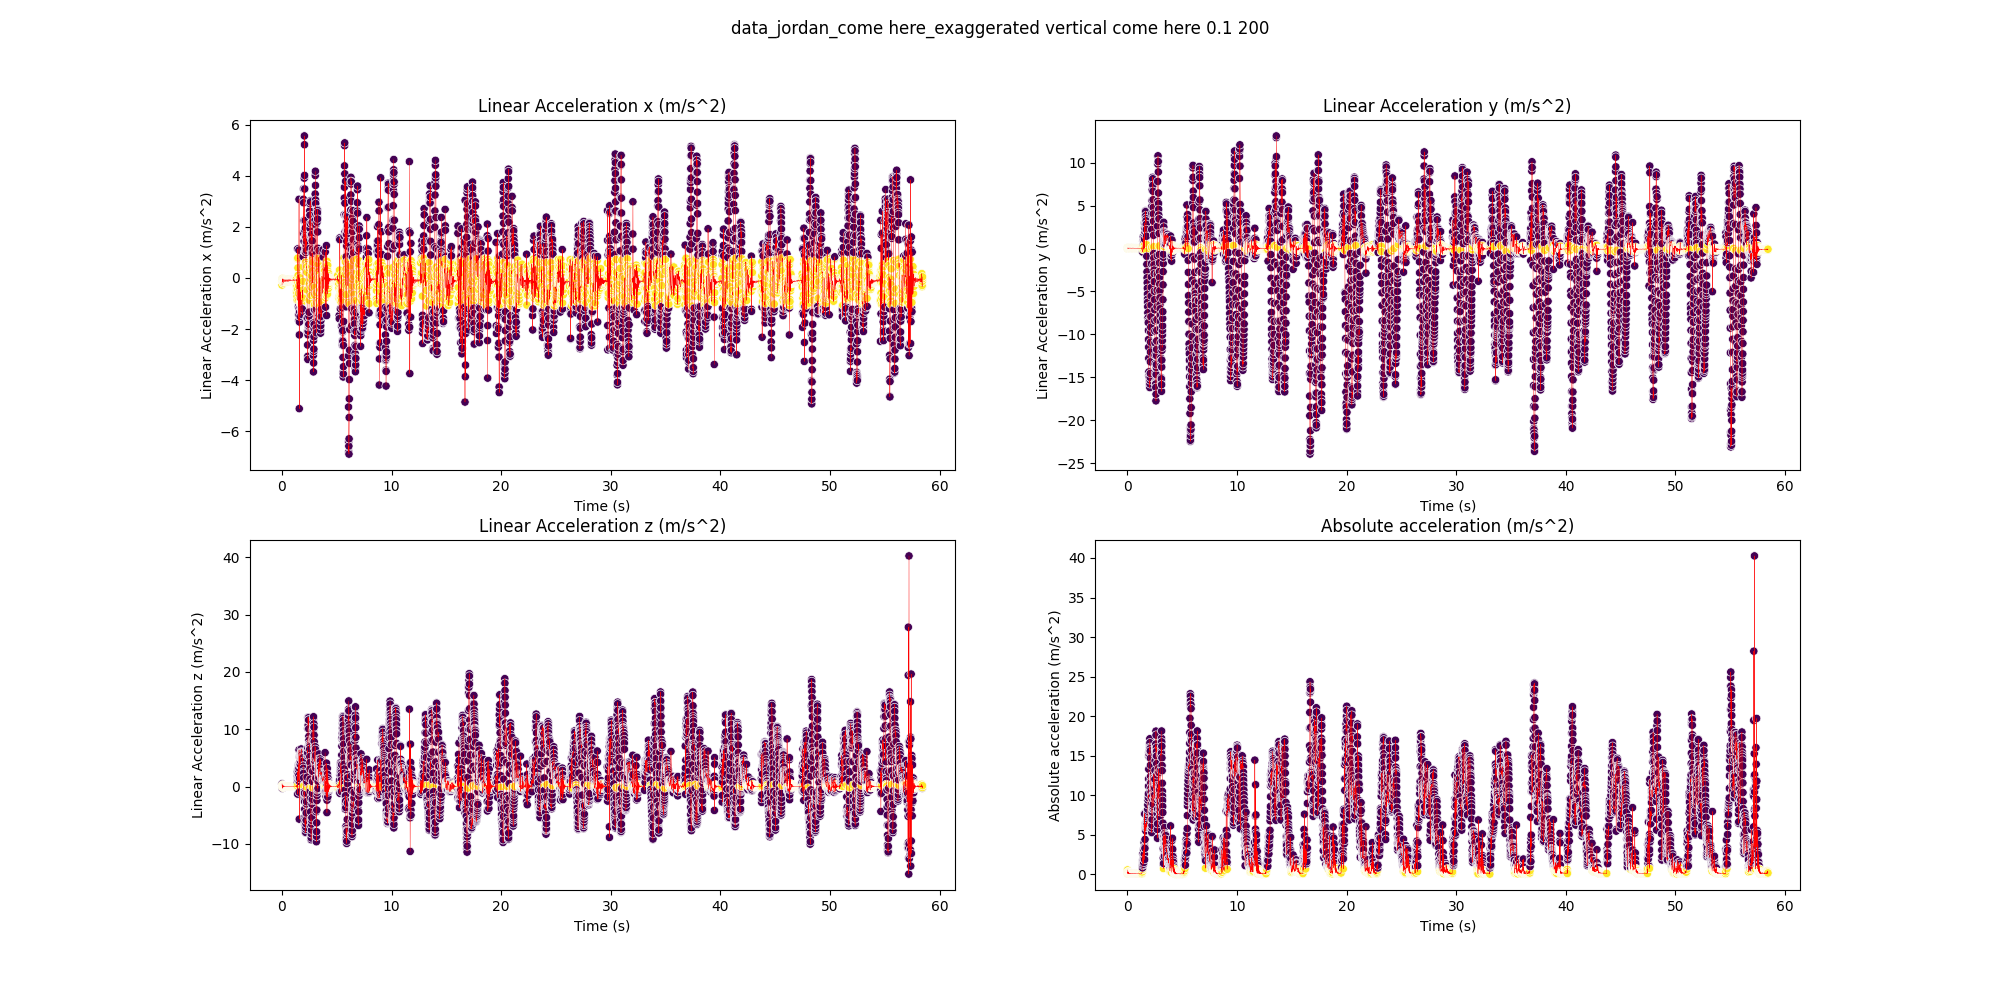 data_jordan_come here_exaggerated vertical come here 0.1 200
Linear Acceleration x (m/s^2)
Linear Acceleration x (m/s^2)
6
4
2
0
−2
−4
−6
0 10 20 30 40 50 60
Time (s)
Linear Acceleration y (m/s^2)
Linear Acceleration y (m/s^2)
10
5
0
−5
−10
−15
−20
−25
0 10 20 30 40 50 60
Time (s)
Linear Acceleration z (m/s^2)
Linear Acceleration z (m/s^2)
40
30
20
10
0
−10
0 10 20 30 40 50 60
Time (s)
Absolute acceleration (m/s^2)
Absolute acceleration (m/s^2)
40
35
30
25
20
15
10
5
0
0 10 20 30 40 50 60
Time (s)